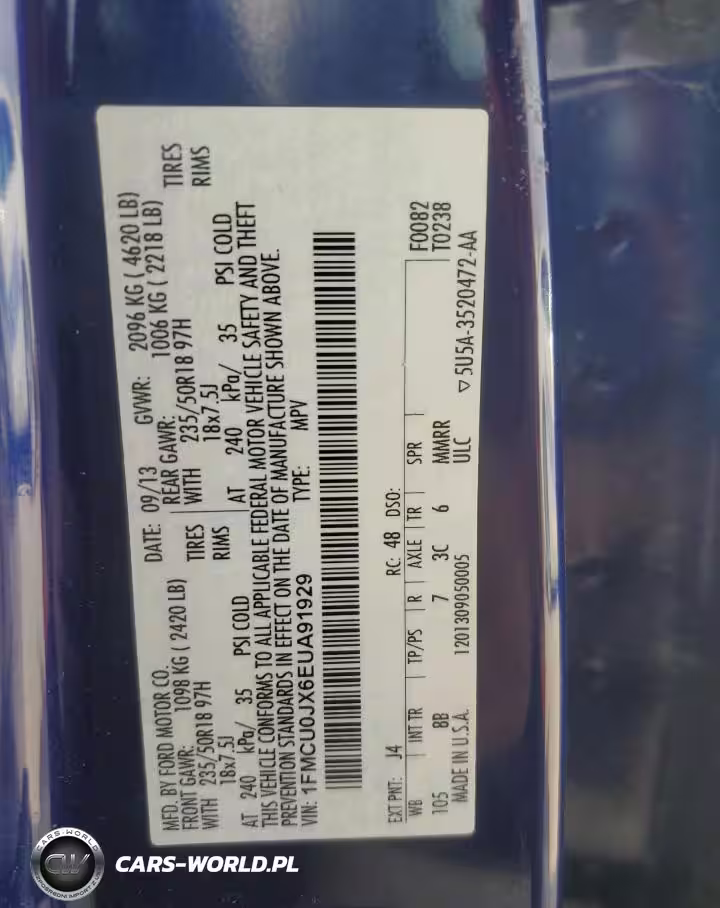 MFD. BY FORD MOTOR CO. DATE: 09/13 GVWR: 2096 KG ( 4620 LB)
FRONT GAWR: 1098 KG ( 2420 LB) REAR GAWR: 1006 KG ( 2218 LB)
WITH 235/50R18 97H TIRES WITH 235/50R18 97H TIRES
18x7.5J RIMS 18x7.5J RIMS
AT 240 kPa/ 35 PSI COLD AT 240 kPa/ 35 PSI COLD
THIS VEHICLE CONFORMS TO ALL APPLICABLE FEDERAL MOTOR VEHICLE SAFETY AND THEFT
PREVENTION STANDARDS IN EFFECT ON THE DATE OF MANUFACTURE SHOWN ABOVE.
VIN: 1FMCU0JX6EUA91929 TYPE: MPV
EXT PNT: J4 RC: 48 DSO: F0082
WB INT TR TP/PS R AXLE TR SPR T0238
105 8B 7 3C 6 MMRR
MADE IN U.S.A. 1201309050005 ULC ▽5U5A-3520472-AA
CARS-WORLD
CW
CARS-WORLD.PL